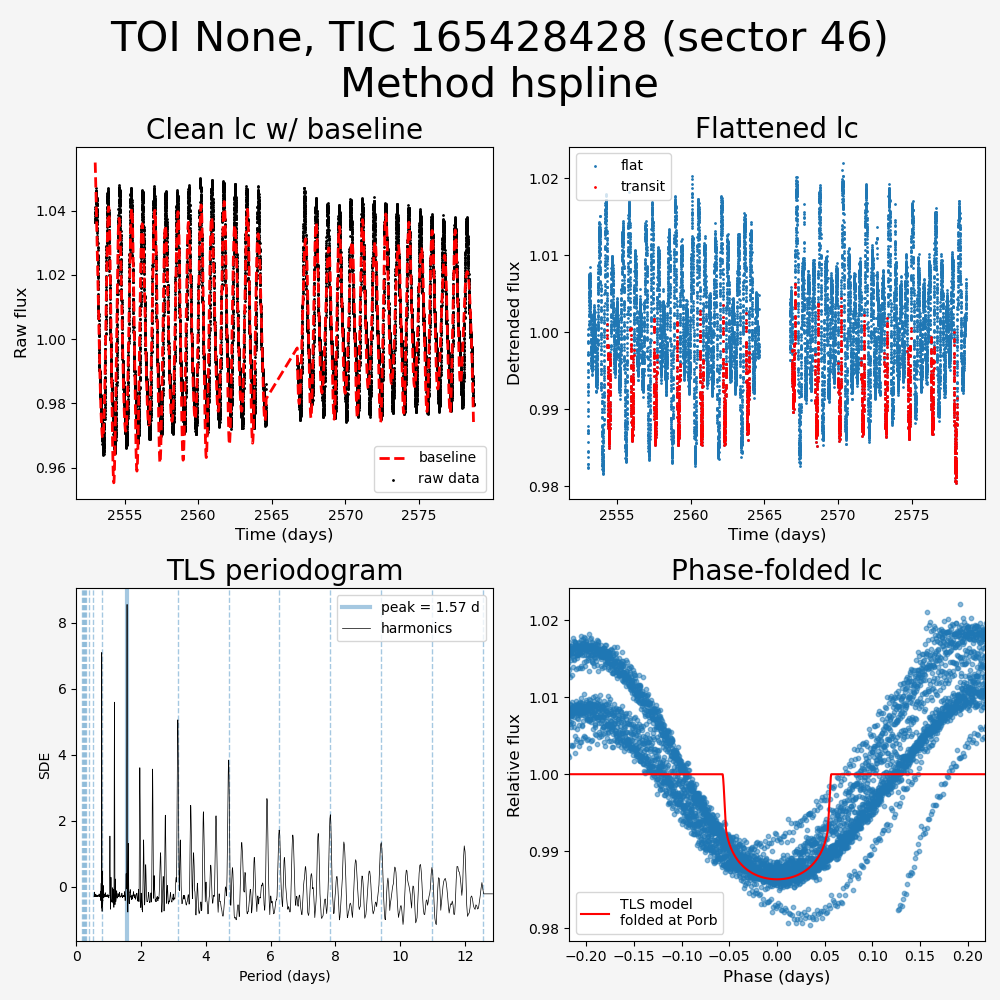 TOI None, TIC 165428428 (sector 46)
Method hspline
Clean lc w/ baseline
Raw flux
1.04
1.02
1.00
0.98
0.96
baseline
raw data
2555
2560
2565
2570
2575
Time (days)
Flattened lc
Detrended flux
1.02
1.01
1.00
0.99
0.98
flat
transit
2555
2560
2565
2570
2575
Time (days)
TLS periodogram
SDE
8
6
4
2
0
peak = 1.57 d
harmonics
0
2
4
6
8
10
12
Period (days)
Phase-folded lc
Relative flux
1.02
1.01
1.00
0.99
0.98
TLS model
folded at Porb
−0.20
−0.15
−0.10
−0.05
0.00
0.05
0.10
0.15
0.20
Phase (days)